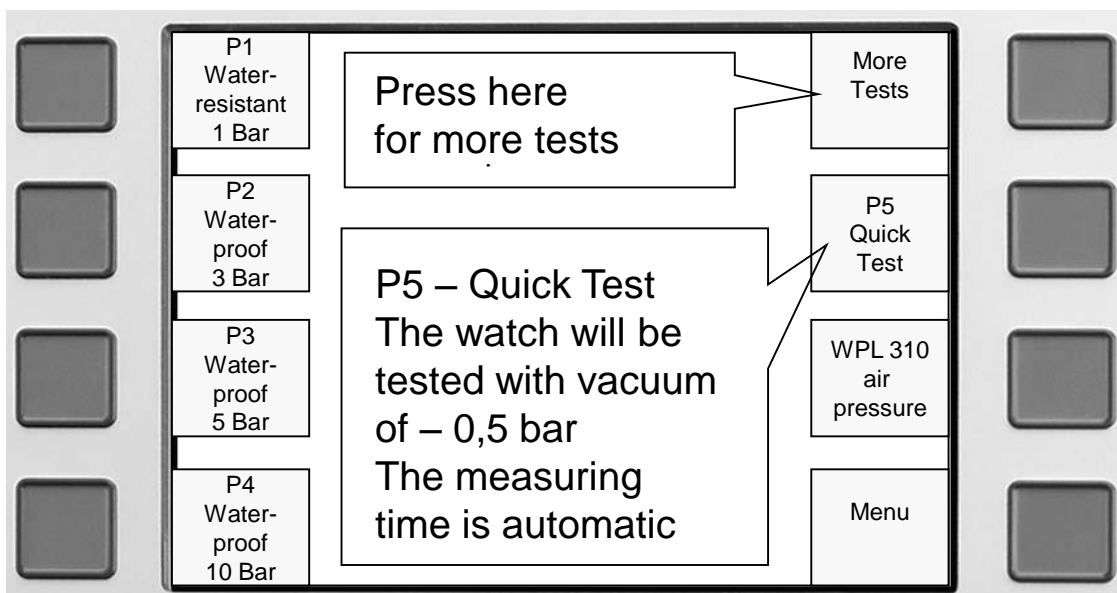 P1
Water-
resistant
1 Bar
Press here
for more tests
More
Tests
P2
Water-
proof
3 Bar
P5
Quick
Test
P5 – Quick Test
The watch will be
tested with vacuum
of – 0,5 bar
The measuring
time is automatic
P3
Water-
proof
5 Bar
WPL 310
air
pressure
P4
Water-
proof
10 Bar
Menu